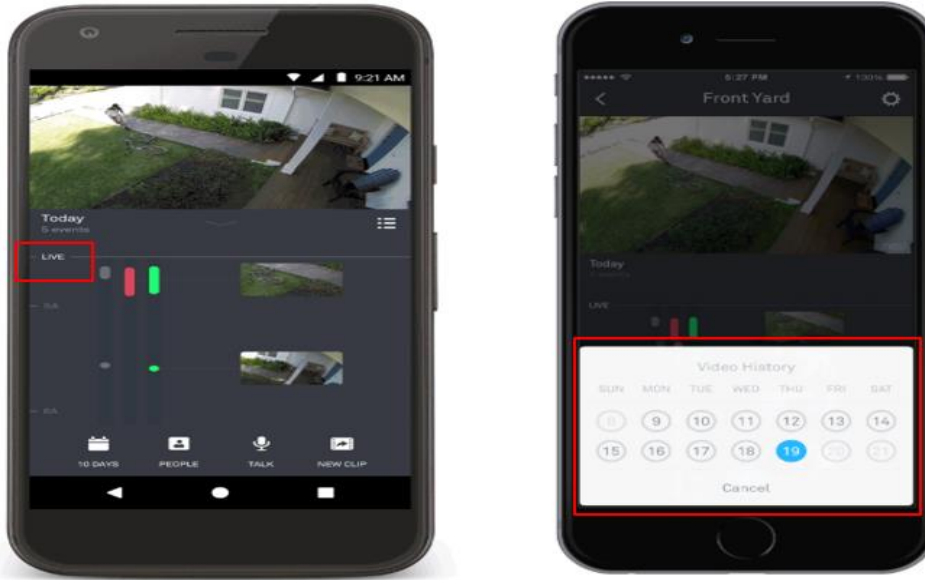 9:21 AM
Today
5 events
LIVE
10 DAYS
PEOPLE
TALK
NEW CLIP
5:27 PM
100%
Front Yard
Today
LIVE
Video History
SUN MON TUE WED THU FRI SAT
8 9 10 11 12 13 14
15 16 17 18 19 20 21
Cancel